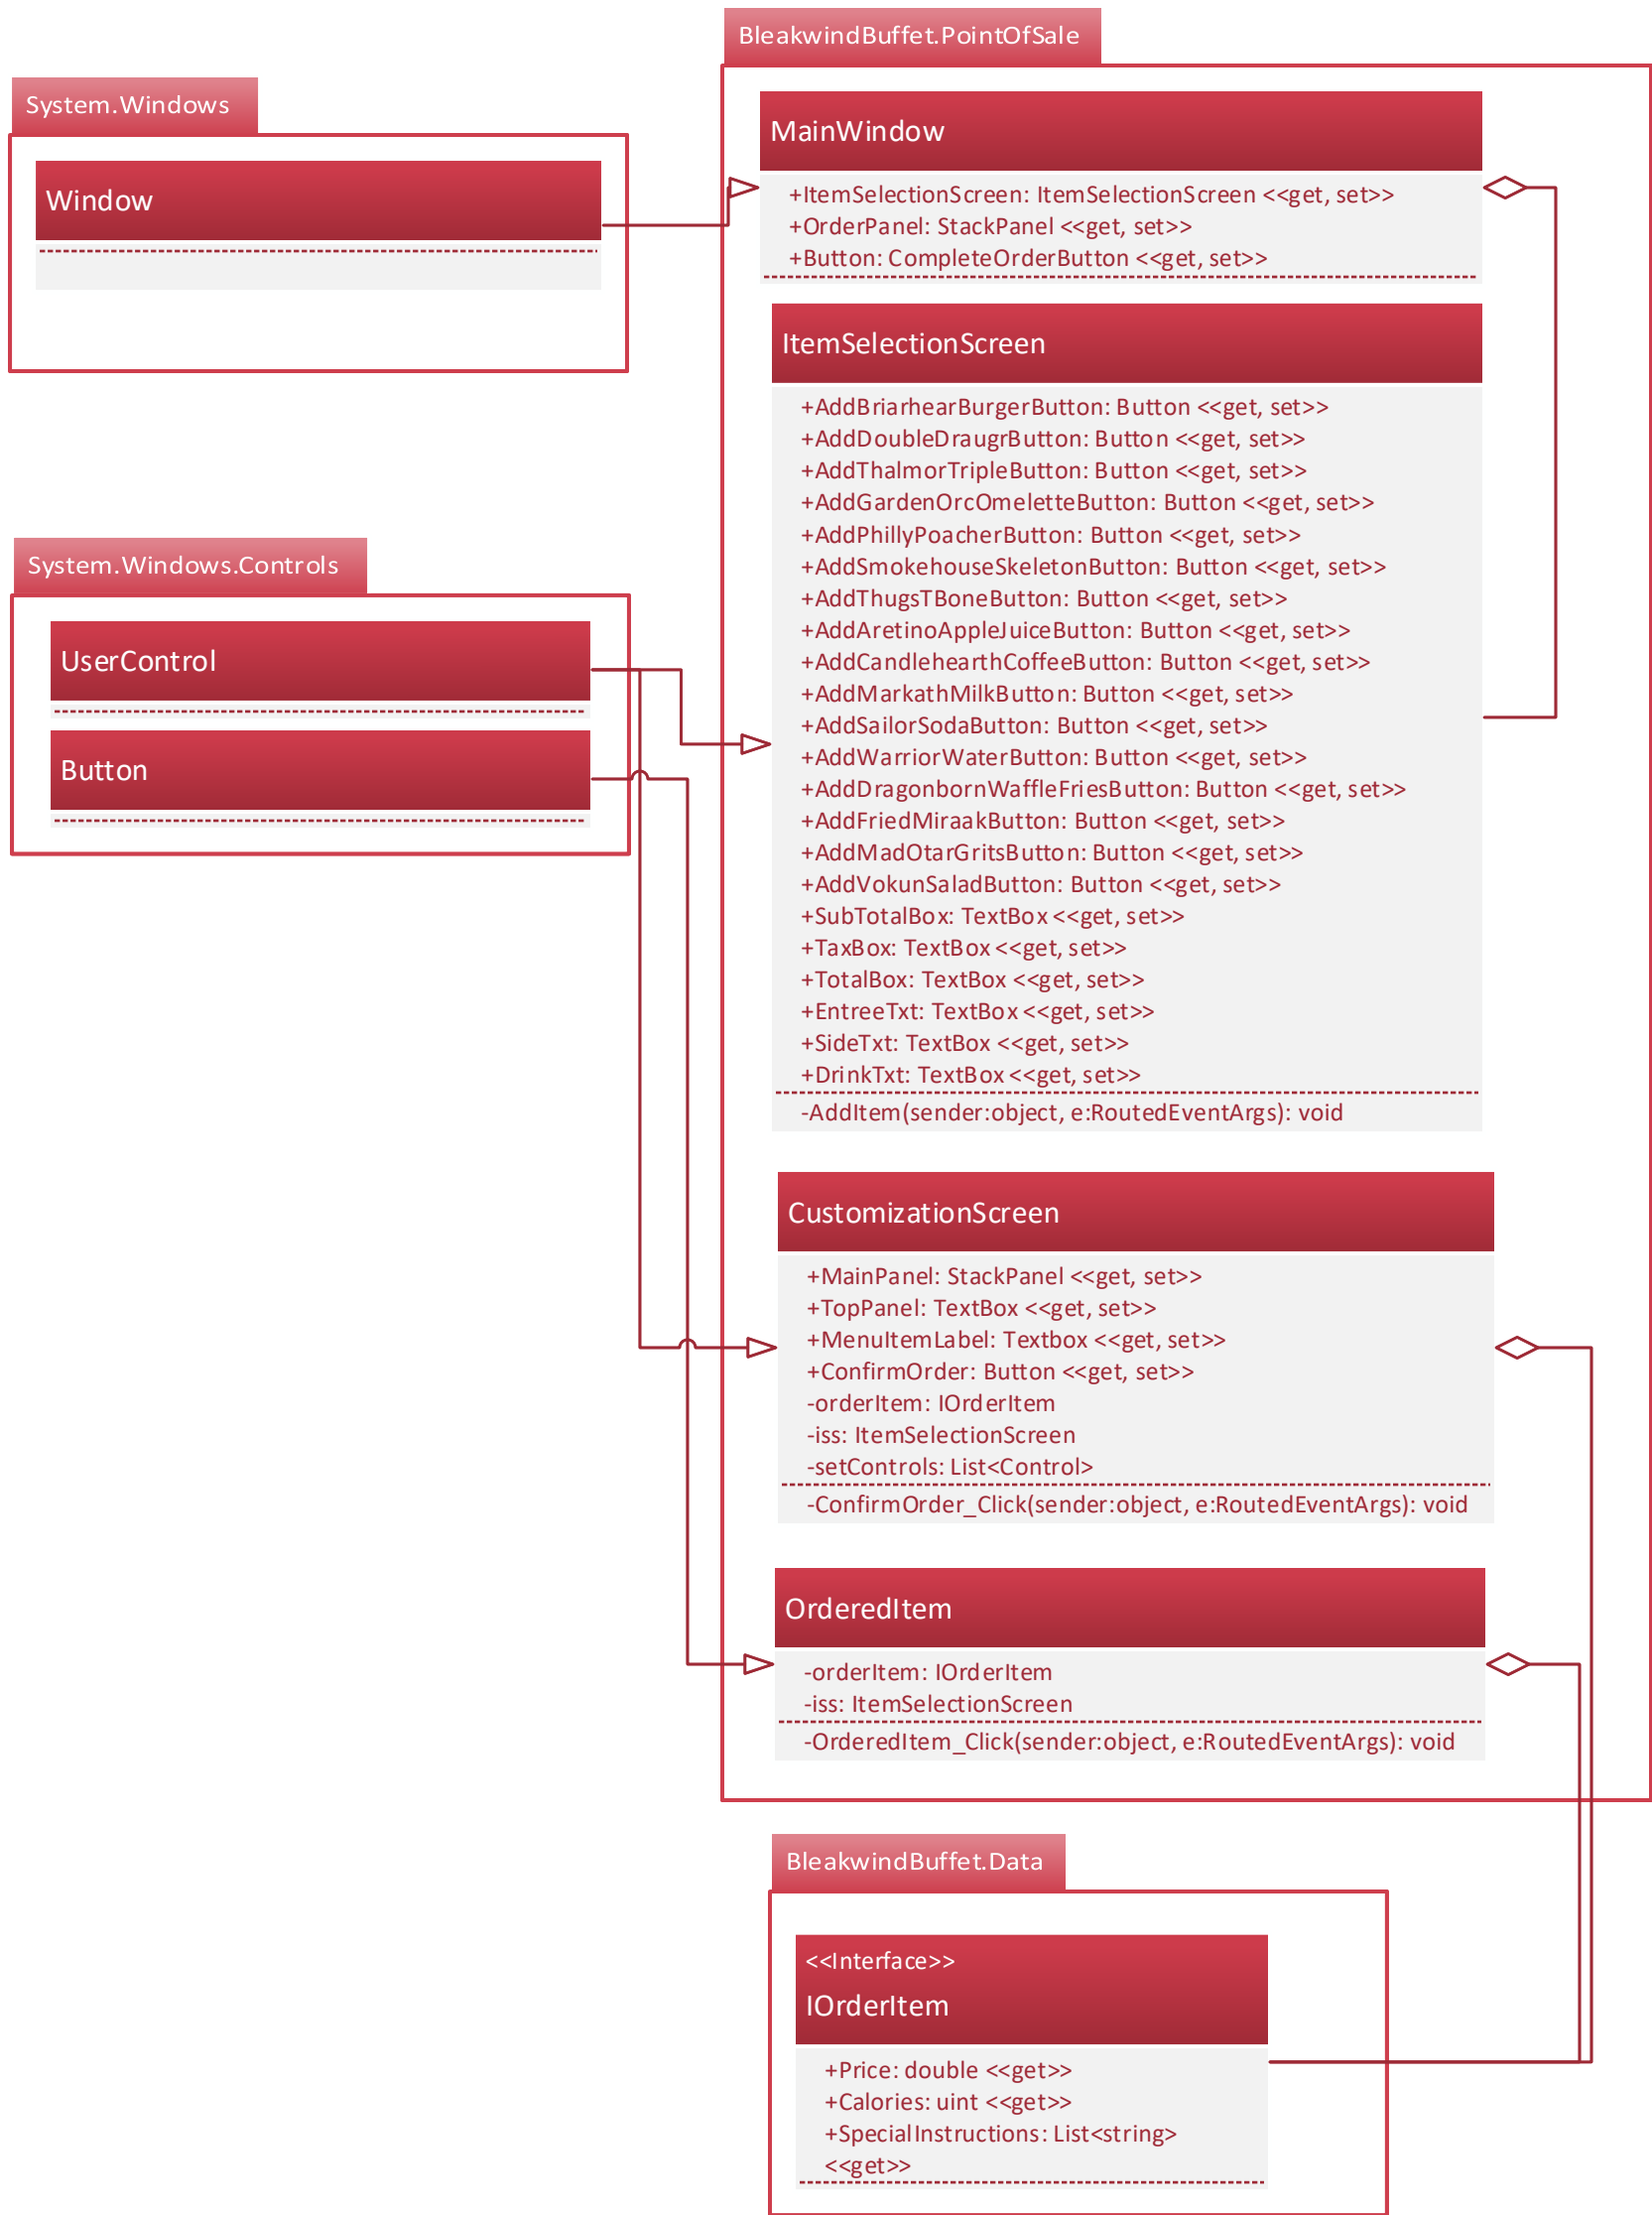 BleakwindBuffet.PointOfSale
System.Windows
Window
MainWindow
+ItemSelectionScreen: ItemSelectionScreen <<get, set>>
+OrderPanel: StackPanel <<get, set>>
+Button: CompleteOrderButton <<get, set>>
ItemSelectionScreen
+AddBriarhearBurgerButton: Button <<get, set>>
+AddDoubleDraugrButton: Button <<get, set>>
+AddThalmorTripleButton: Button <<get, set>>
+AddGardenOrcOmeletteButton: Button <<get, set>>
+AddPhillyPoacherButton: Button <<get, set>>
+AddSmokehouseSkeletonButton: Button <<get, set>>
+AddThugsTBoneButton: Button <<get, set>>
+AddAretinoAppleJuiceButton: Button <<get, set>>
+AddCandlehearthCoffeeButton: Button <<get, set>>
+AddMarkathMilkButton: Button <<get, set>>
+AddSailorSodaButton: Button <<get, set>>
+AddWarriorWaterButton: Button <<get, set>>
+AddDragonbornWaffleFriesButton: Button <<get, set>>
+AddFriedMiraakButton: Button <<get, set>>
+AddMadOtarGritsButton: Button <<get, set>>
+AddVokunSaladButton: Button <<get, set>>
+SubTotalBox: TextBox <<get, set>>
+TaxBox: TextBox <<get, set>>
+TotalBox: TextBox <<get, set>>
+EntreeTxt: TextBox <<get, set>>
+SideTxt: TextBox <<get, set>>
+DrinkTxt: TextBox <<get, set>>
-AddItem(sender:object, e:RoutedEventArgs): void
System.Windows.Controls
UserControl
Button
CustomizationScreen
+MainPanel: StackPanel <<get, set>>
+TopPanel: TextBox <<get, set>>
+MenuItemLabel: Textbox <<get, set>>
+ConfirmOrder: Button <<get, set>>
-orderItem: IOrderItem
-iss: ItemSelectionScreen
-setControls: List<Control>
-ConfirmOrder_Click(sender:object, e:RoutedEventArgs): void
OrderedItem
-orderItem: IOrderItem
-iss: ItemSelectionScreen
-OrderedItem_Click(sender:object, e:RoutedEventArgs): void
BleakwindBuffet.Data
<<Interface>>
IOrderItem
+Price: double <<get>>
+Calories: uint <<get>>
+SpecialInstructions: List<string>
<<get>>